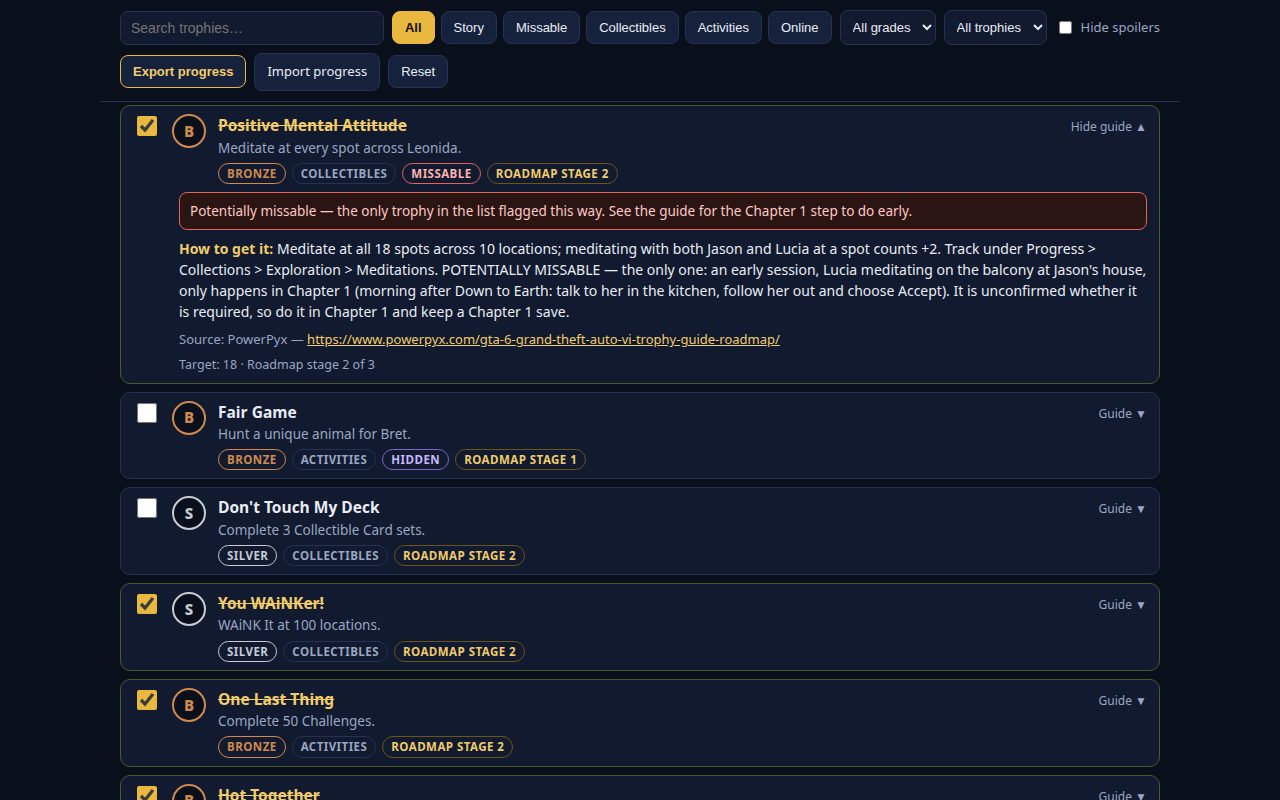 Search trophies…
All
Story
Missable
Collectibles
Activities
Online
All grades
All trophies
Hide spoilers
Export progress
Import progress
Reset
B
Positive Mental Attitude
Hide guide ▲
Meditate at every spot across Leonida.
BRONZE
COLLECTIBLES
MISSABLE
ROADMAP STAGE 2
Potentially missable — the only trophy in the list flagged this way. See the guide for the Chapter 1 step to do early.
How to get it: Meditate at all 18 spots across 10 locations; meditating with both Jason and Lucia at a spot counts +2. Track under Progress >
Collections > Exploration > Meditations. POTENTIALLY MISSABLE — the only one: an early session, Lucia meditating on the balcony at Jason's house,
only happens in Chapter 1 (morning after Down to Earth: talk to her in the kitchen, follow her out and choose Accept). It is unconfirmed whether it
is required, so do it in Chapter 1 and keep a Chapter 1 save.
Source: PowerPyx — https://www.powerpyx.com/gta-6-grand-theft-auto-vi-trophy-guide-roadmap/
Target: 18 · Roadmap stage 2 of 3
B
Fair Game
Guide ▼
Hunt a unique animal for Bret.
BRONZE
ACTIVITIES
HIDDEN
ROADMAP STAGE 1
S
Don't Touch My Deck
Guide ▼
Complete 3 Collectible Card sets.
SILVER
COLLECTIBLES
ROADMAP STAGE 2
S
You WAiNKer!
Guide ▼
WAiNK It at 100 locations.
SILVER
COLLECTIBLES
ROADMAP STAGE 2
B
One Last Thing
Guide ▼
Complete 50 Challenges.
BRONZE
ACTIVITIES
ROADMAP STAGE 2
B
Hot Together
Guide ▼